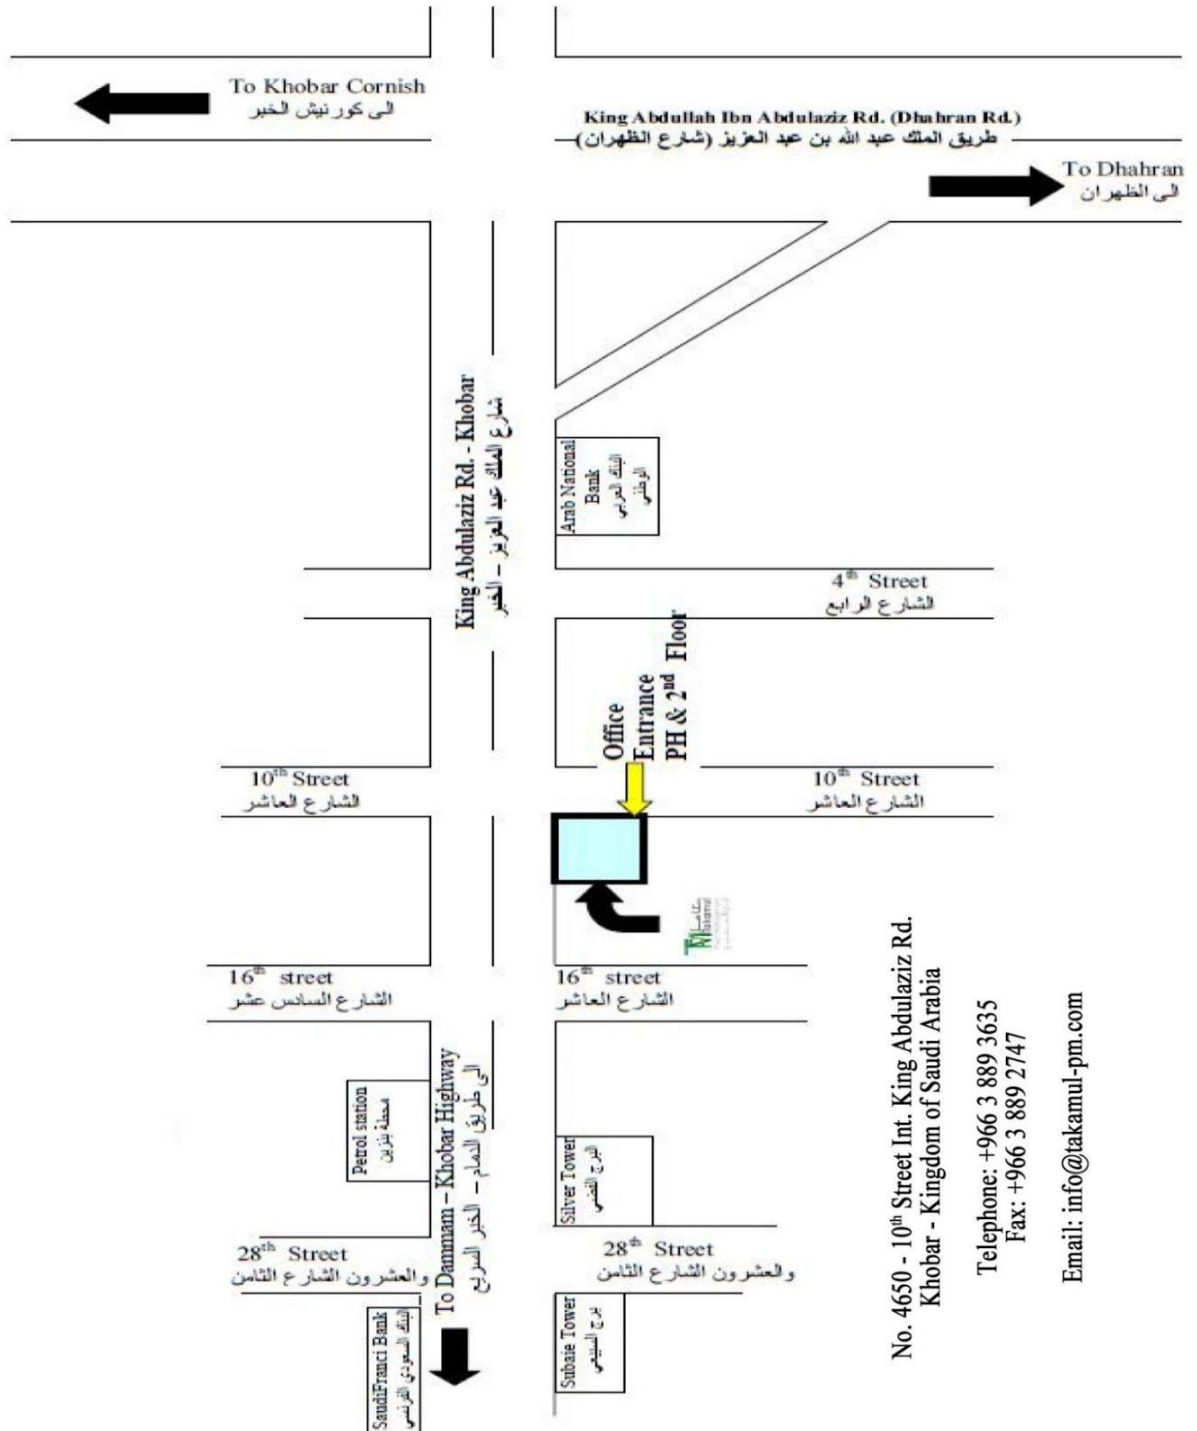 To Khobar Cornish
الى كورنيش الخبر
King Abdullah Ibn Abdulaziz Rd. (Dhahran Rd.)
طريق الملك عبد الله بن عبد العزيز (شارع الظهران)
To Dhahran
الى الظهران
King Abdulaziz Rd. - Khobar
شارع الملك عبد العزيز – الخبر
Arab National
Bank
البنك العربي
الوطني
4th Street
الشارع الرابع
Office
Entrance
PH & 2nd Floor
10th Street
الشارع العاشر
10th Street
الشارع العاشر
تكامل
Takamul
16th street
الشارع السادس عشر
16th street
الشارع العاشر
Petrol station
محطة بنزين
To Dammam – Khobar Highway
الى طريق الدمام – الخبر السريع
Silver Tower
البرج الفضي
28th Street
والعشرون الشارع الثامن
28th Street
والعشرون الشارع الثامن
SaudiFranci Bank
البنك السعودي الفرنسي
Subaie Tower
برج السبيعي
No. 4650 - 10th Street Int. King Abdulaziz Rd.
Khobar - Kingdom of Saudi Arabia
Telephone: +966 3 889 3635
Fax: +966 3 889 2747
Email: info@takamul-pm.com